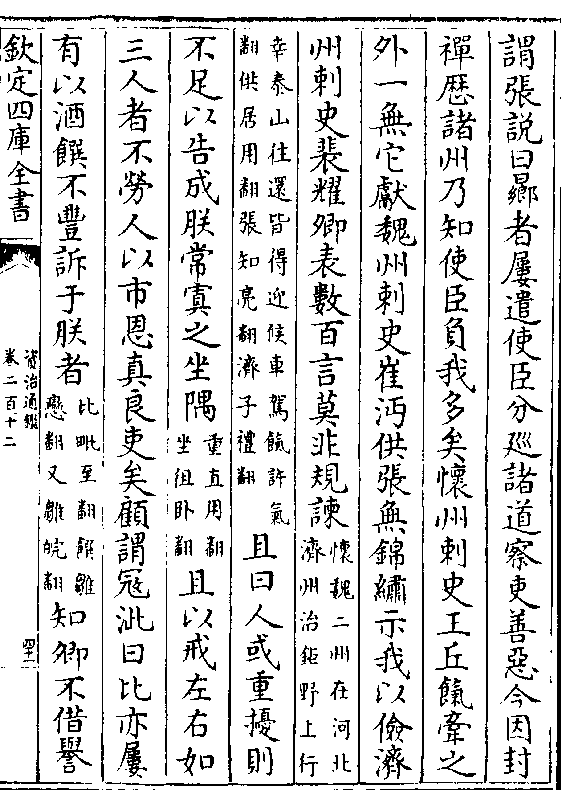 謂張説曰曏者屢遣使臣分廵諸道察吏善惡今因封
禪歴諸州乃知使臣負我多矣懷州刺史王丘餼牽之
外一無它獻魏州刺史崔沔供張無錦繡示我以儉濟
州刺史裴耀卿表數百言莫非規諫懷魏二州在河北濟州治鉅野上行
幸泰山往還皆得迎候車駕餼許氣翻供居用翻張知亮翻濟子禮翻且曰人或重擾則
不足以告成朕常寘之坐隅重直用翻坐徂卧翻且以戒左右如
三人者不勞人以市恩真良吏矣顧謂冦泚曰比亦屢
有以酒饌不豐訴于朕者比毗至翻饌雛戀翻又雛皖翻知卿不借譽
欽定四庫全書
資治通鑑
卷二百十二